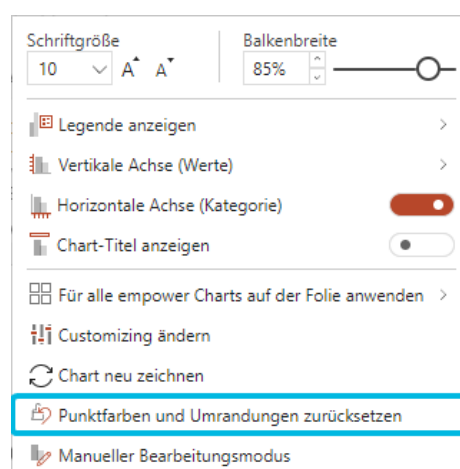 Schriftgröße Balkenbreite
10 A A 85%
Legende anzeigen
Vertikale Achse (Werte)
Horizontale Achse (Kategorie)
Chart-Titel anzeigen
Für alle empower Charts auf der Folie anwenden
Customizing ändern
Chart neu zeichnen
Punktfarben und Umrandungen zurücksetzen
Manueller Bearbeitungsmodus